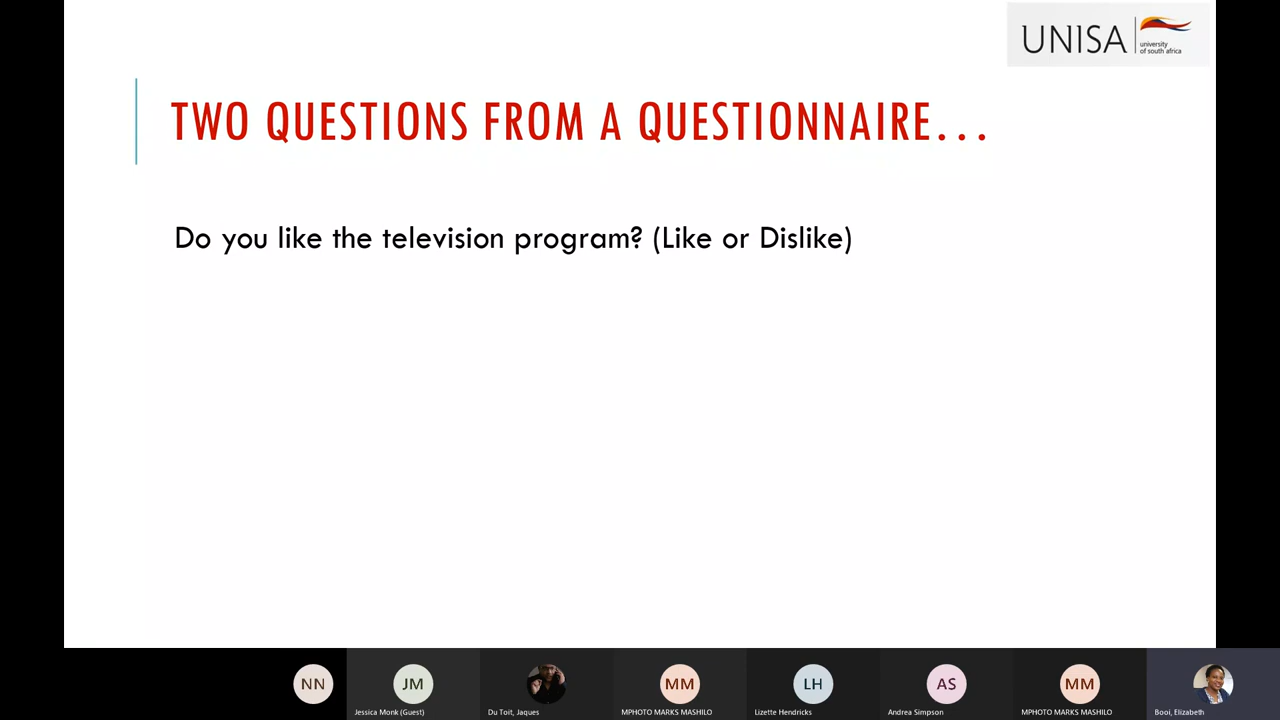 UNISA
university
of south africa
TWO QUESTIONS FROM A QUESTIONNAIRE...
Do you like the television program? (Like or Dislike)
NN
JM
MM
LH
AS
MM
Jessica Monk (Guest)
Du Toit, Jaques
MPHOTO MARKS MASHILO
Lizette Hendricks
Andrea Simpson
MPHOTO MARKS MASHILO
Booi, Elizabeth